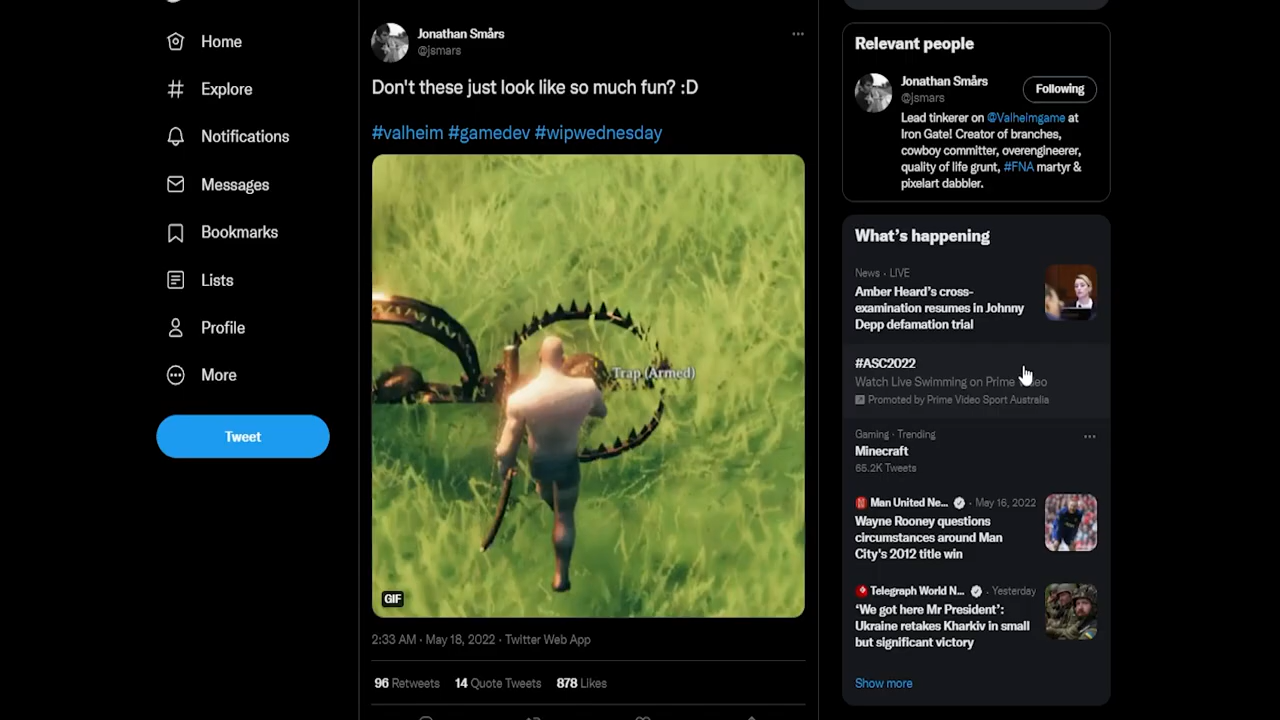 Home
Explore
Notifications
Messages
Bookmarks
Lists
Profile
More
Tweet
Jonathan Smårs
@jsmars
Don't these just look like so much fun? :D
#valheim #gamedev #wipwednesday
Trap (Armed)
GIF
2:33 AM · May 18, 2022 · Twitter Web App
96 Retweets 14 Quote Tweets 878 Likes
Relevant people
Jonathan Smårs
@jsmars
Following
Lead tinkerer on @Valheimgame at
Iron Gate! Creator of branches,
cowboy committer, overengineer,
quality of life grunt, #FNA martyr &
pixelart dabbler.
What's happening
News · LIVE
Amber Heard's cross-
examination resumes in Johnny
Depp defamation trial
#ASC2022
Watch Live Swimming on Prime Video
Promoted by Prime Video Sport Australia
Gaming · Trending
Minecraft
65.2K Tweets
Man United Ne... · May 16, 2022
Wayne Rooney questions
circumstances around Man
City's 2012 title win
Telegraph World N... · Yesterday
'We got here Mr President':
Ukraine retakes Kharkiv in small
but significant victory
Show more